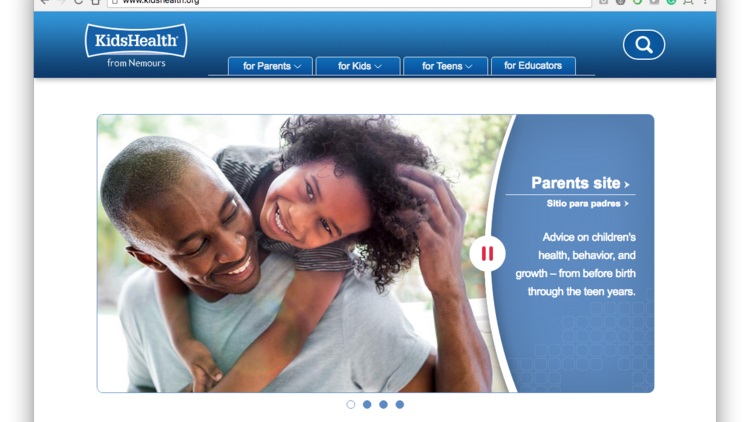 www.kidshealth.org
KidsHealth®
from Nemours
for Parents
for Kids
for Teens
for Educators
Parents site
Sitio para padres
Advice on children's
health, behavior, and
growth – from before birth
through the teen years.